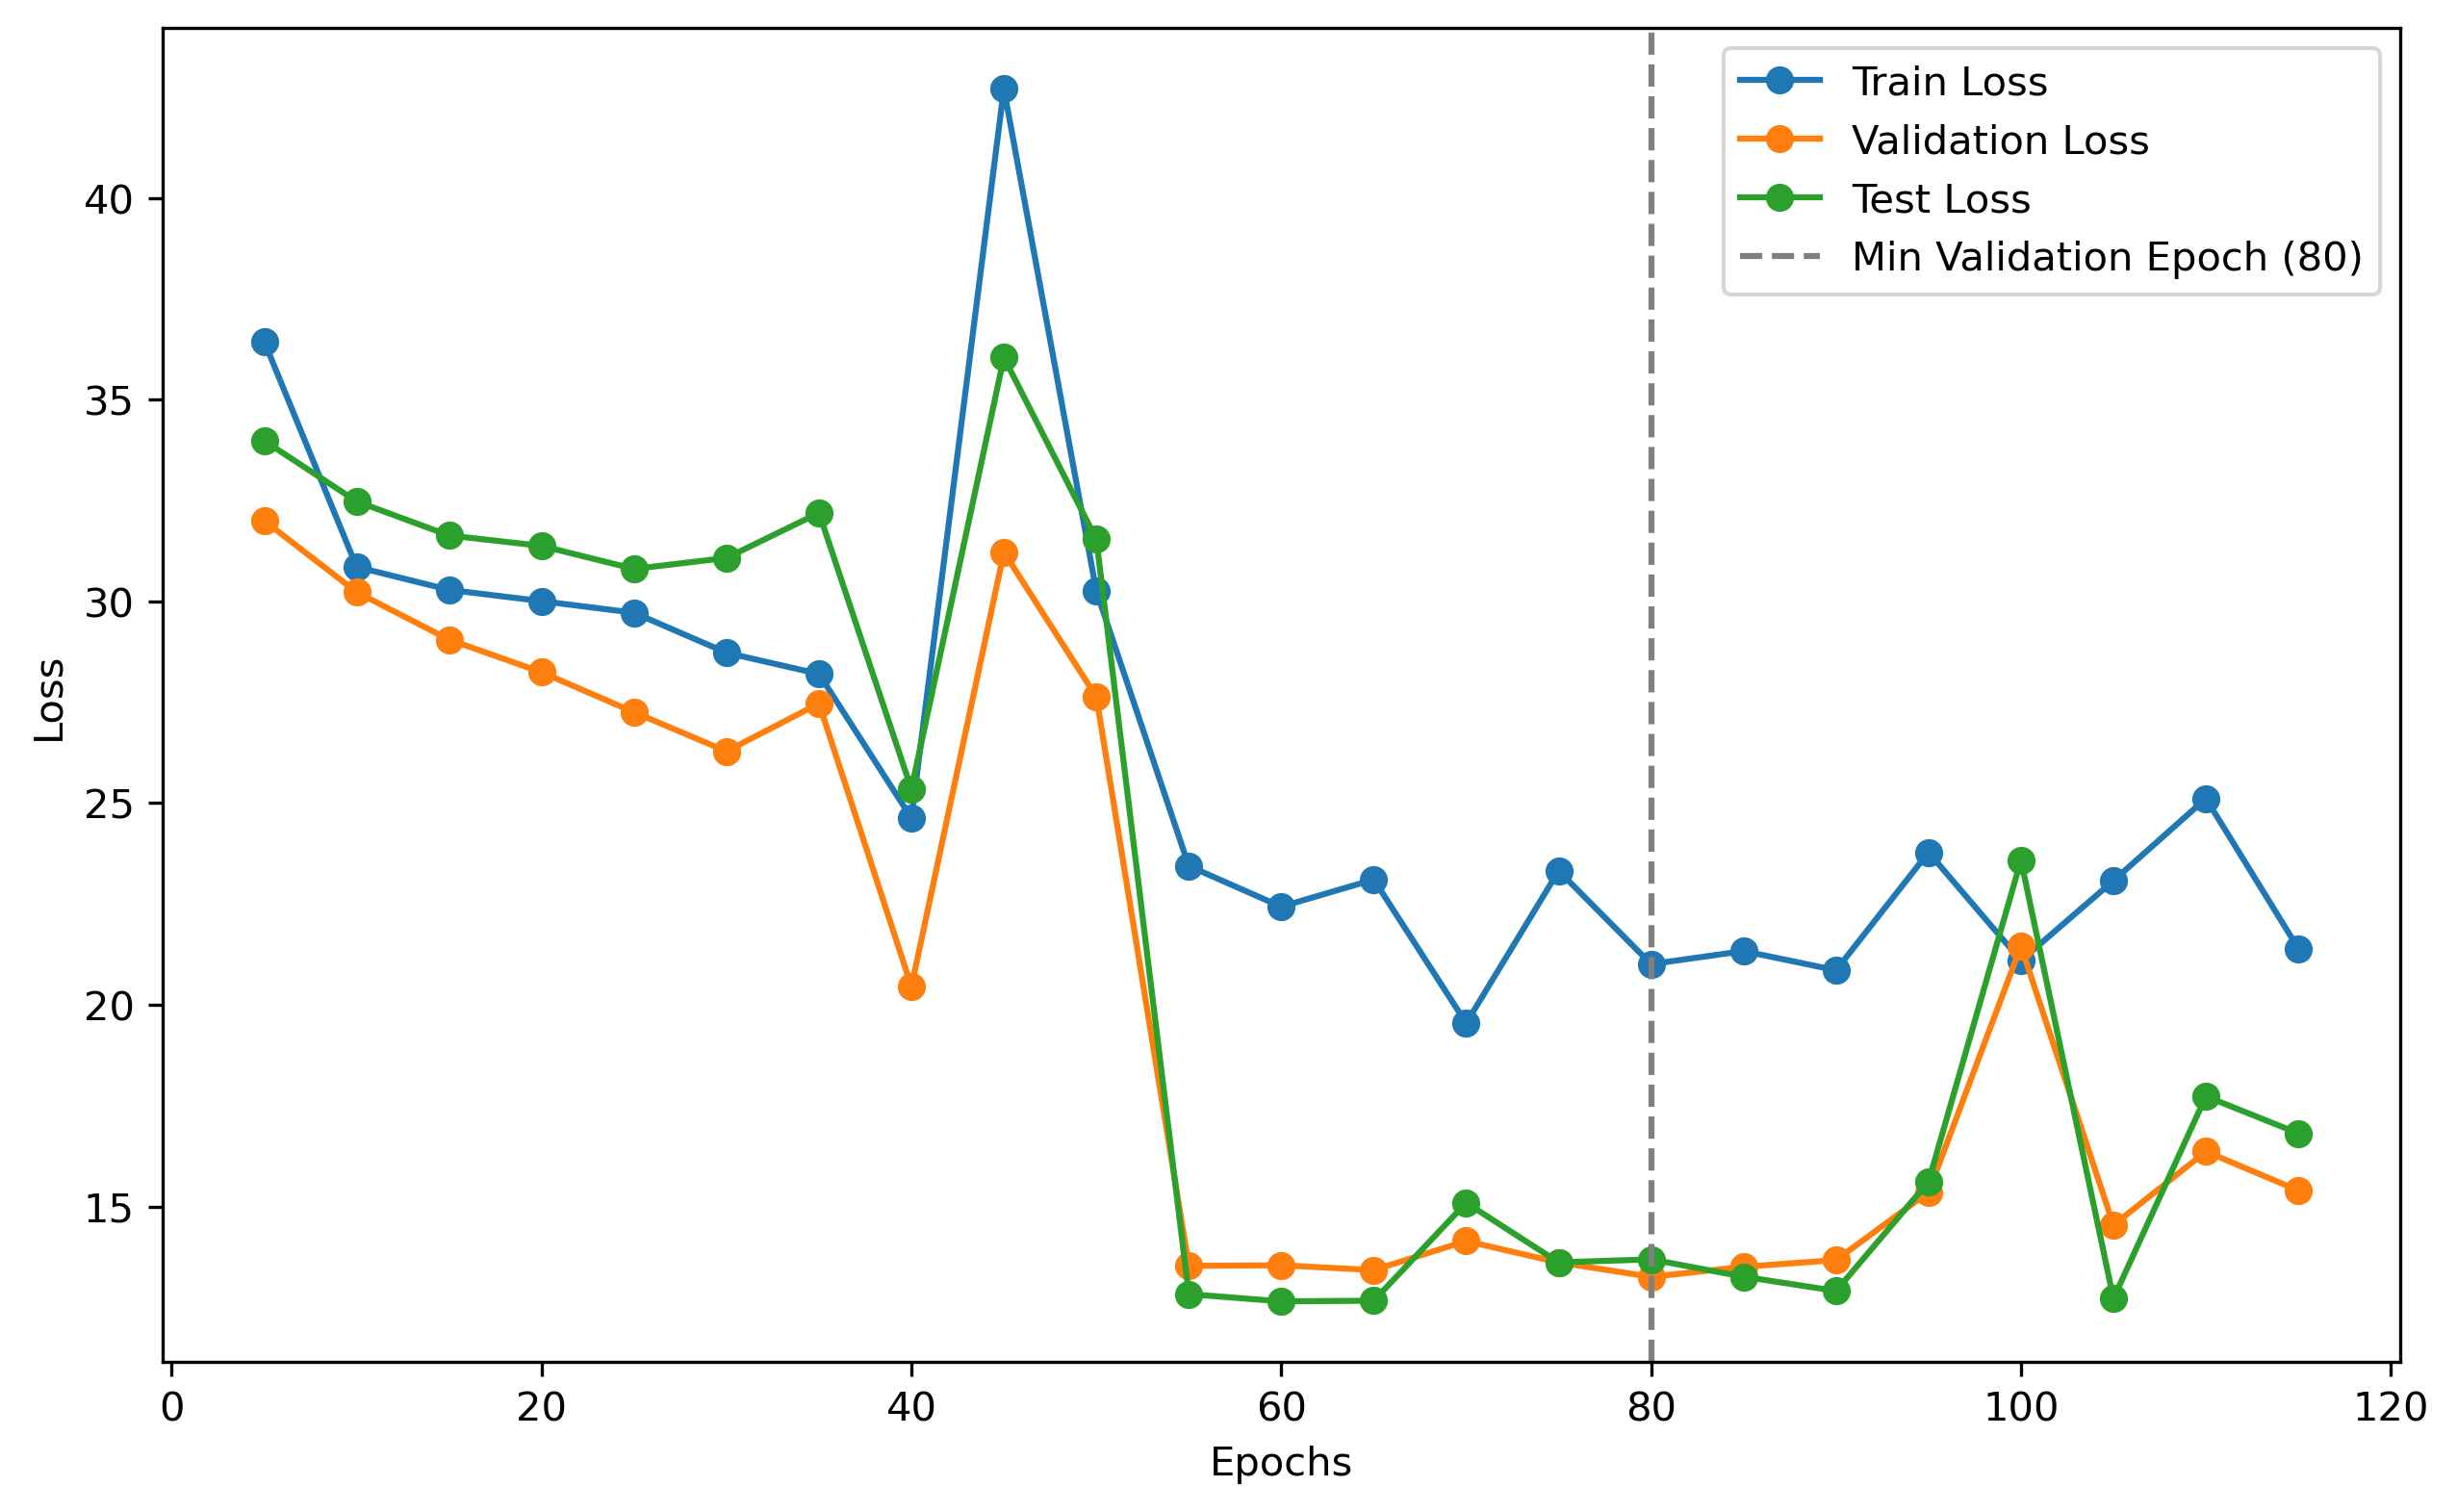 Train Loss
Validation Loss
Test Loss
Min Validation Epoch (80)
40
35
30
25
20
15
Loss
0 20 40 60 80 100 120
Epochs